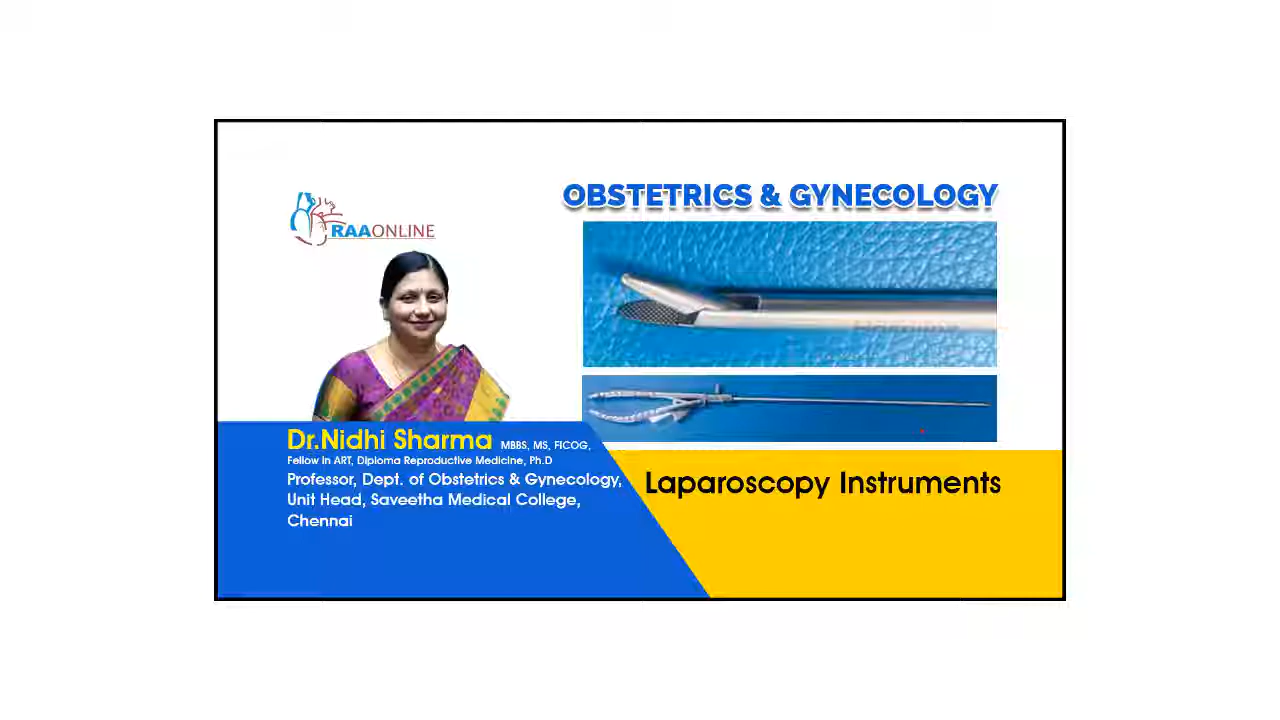 OBSTETRICS & GYNECOLOGY
RAAONLINE
Dr.Nidhi Sharma MBBS, MS, FICOG,
Fellow in ART, Diploma Reproductive Medicine, Ph.D
Professor, Dept. of Obstetrics & Gynecology,
Unit Head, Saveetha Medical College,
Chennai
Laparoscopy Instruments